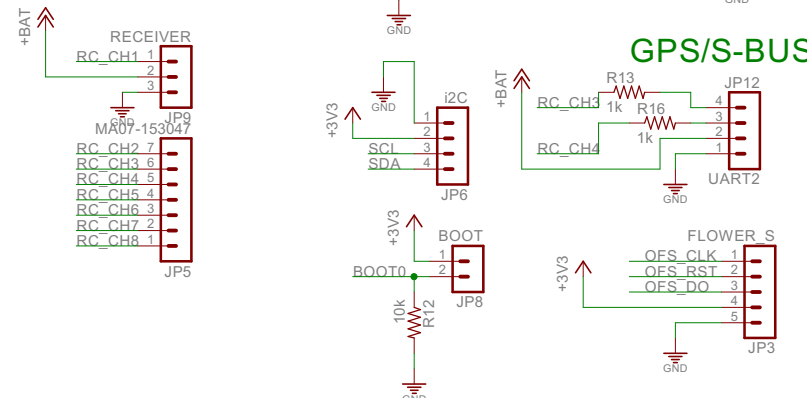 GND
GND
+BAT
RECEIVER
RC_CH1
1
2
3
GND
JP9
MA07-153047
RC_CH2 7
RC_CH3 6
RC_CH4 5
RC_CH5 4
RC_CH6 3
RC_CH7 2
RC_CH8 1
JP5
GND
+3V3
i2C
1
2
SCL 3
SDA 4
JP6
+3V3
BOOT
1
BOOT0 2
JP8
10k
R12
GND
GPS/S-BUS
+BAT
R13
JP12
RC_CH3
1k
R16
4
3
RC_CH4
1k
2
1
GND
UART2
FLOWER_S
+3V3
OFS_CLK 1
OFS_RST 2
OFS_DO 3
4
5
GND
JP3